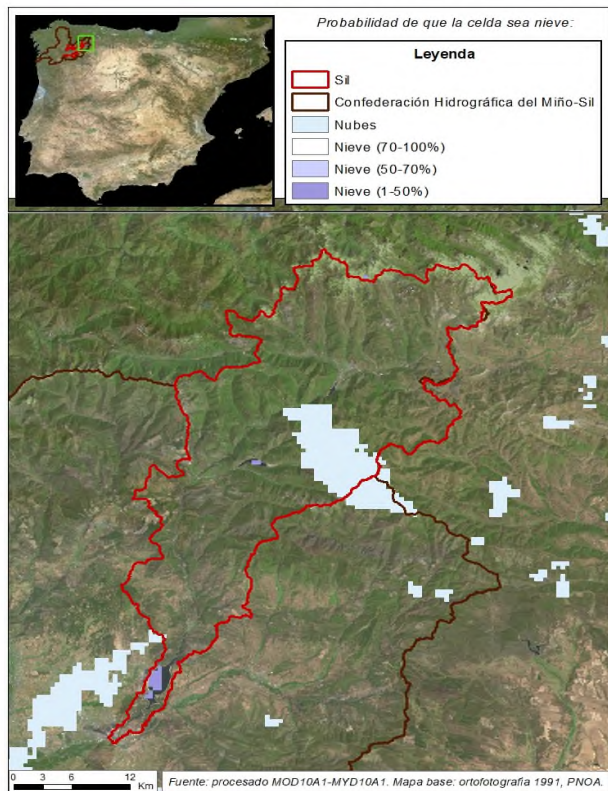 Probabilidad de que la celda sea nieve:
Leyenda
Sil
Confederación Hidrográfica del Miño-Sil
Nubes
Nieve (70-100%)
Nieve (50-70%)
Nieve (1-50%)
0 3 6 12
Km
Fuente: procesado MOD10A1-MYD10A1. Mapa base: ortofotografía 1991, PNOA.